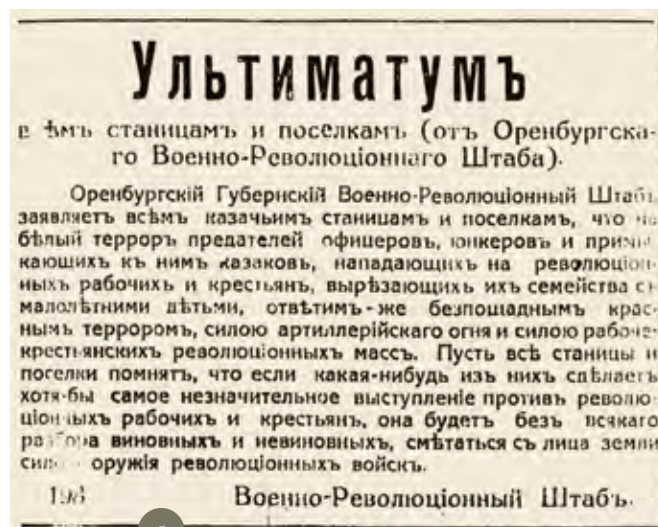 Ультиматумъ
станицамъ и поселкамъ (отъ Оренбургска-
го Военно-Революціоннаго Штаба).
Оренбургскій Губернскій Военно-Революціонный Штабъ
заявляетъ всѣмъ казачьимъ станицамъ и поселкамъ, что на
бѣлый терроръ предателей офицеровъ, юнкеровъ и примы-
кающихъ къ нимъ казаковъ, нападающихъ на революціон-
ныхъ рабочихъ и крестьянъ, вырѣзающихъ ихъ семейства съ
малолѣтними дѣтьми, отвѣтимъ-же безпощаднымъ крас-
нымъ терроромъ, силою артиллерійскаго огня и силою рабоче-
крестьянскихъ революціонныхъ массъ. Пусть всѣ станицы и
поселки помнятъ, что если какая-нибудь изъ нихъ сдѣлаетъ
хотя-бы самое незначительное выступленіе противъ револю-
ціонныхъ рабочихъ и крестьянъ, она будетъ безъ всякаго
разбора виновныхъ и невиновныхъ, смѣтаться съ лица земли
оружія революціонныхъ войскъ.
Военно-Революціонный Штабъ.